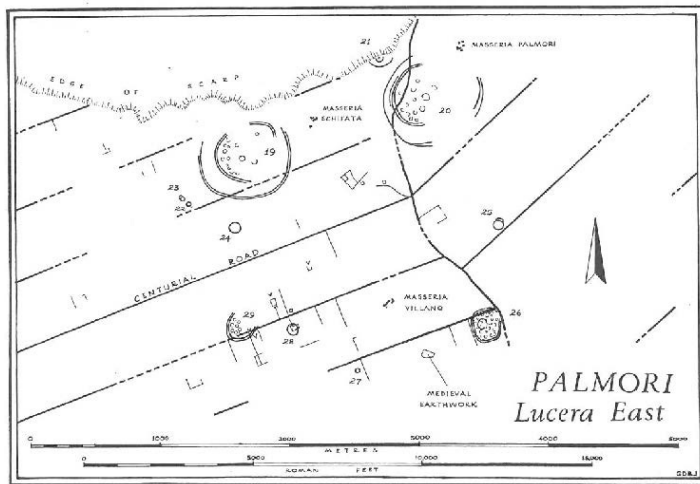 21
MASSERIA PALMORI
EDGE OF SCARP
MASSERIA
SCHIFATA
20
19
23
22
24
25
CENTURIAL ROAD
MASSERIA
VILLANO
26
29
28
27
MEDIEVAL
EARTHWORK
PALMORI
Lucera East
0 1000 2000 3000 4000 5000
METRES
0 5000 10,000 15,000
ROMAN FEET
GDBJ